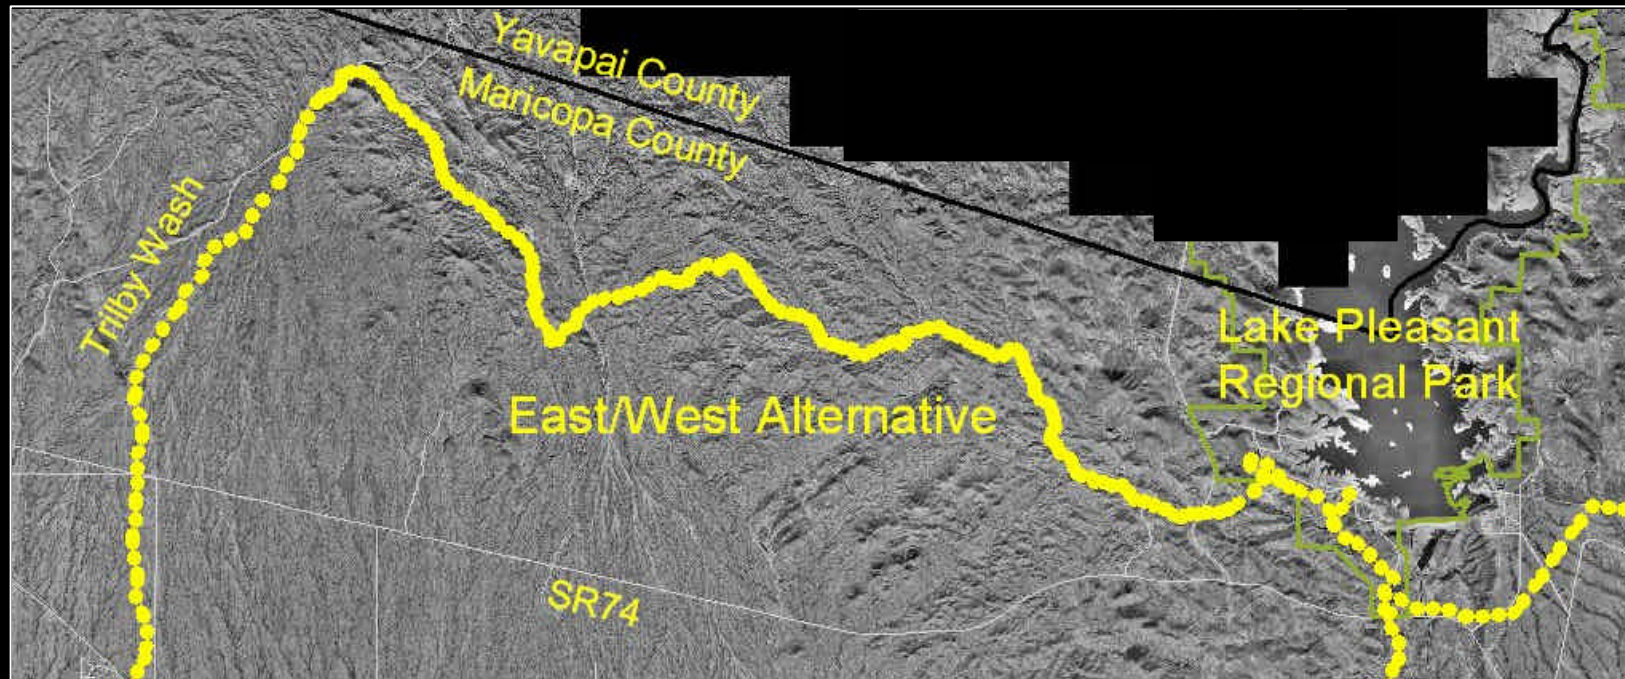 Yavapai County
Maricopa County
Trilby Wash
Lake Pleasant
Regional Park
East/West Alternative
SR74